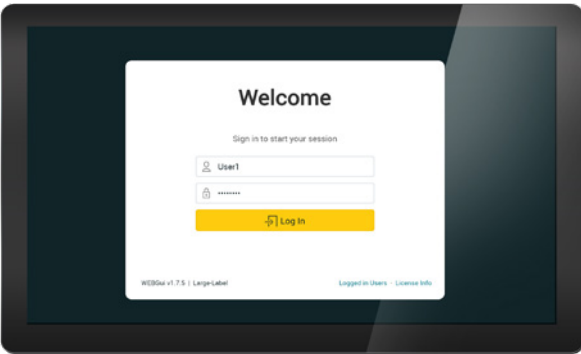 Welcome
Sign in to start your session
User1
········
Log In
WEBGui v1.7.5 | Large-Label
Logged in Users - License Info